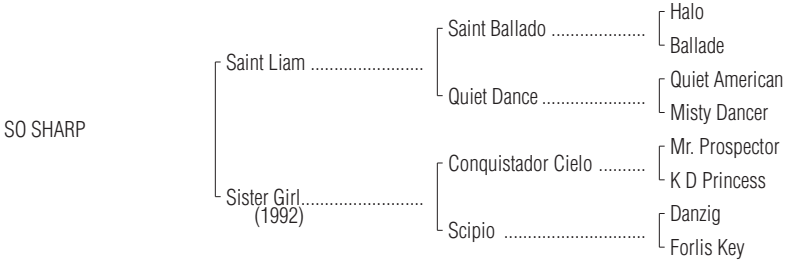 Halo
Saint Ballado ....................
Ballade
Saint Liam ........................
Quiet American
Quiet Dance ......................
Misty Dancer
SO SHARP
Mr. Prospector
Conquistador Cielo ..........
K D Princess
Sister Girl..........................
(1992)
Danzig
Scipio ..............................
Forlis Key